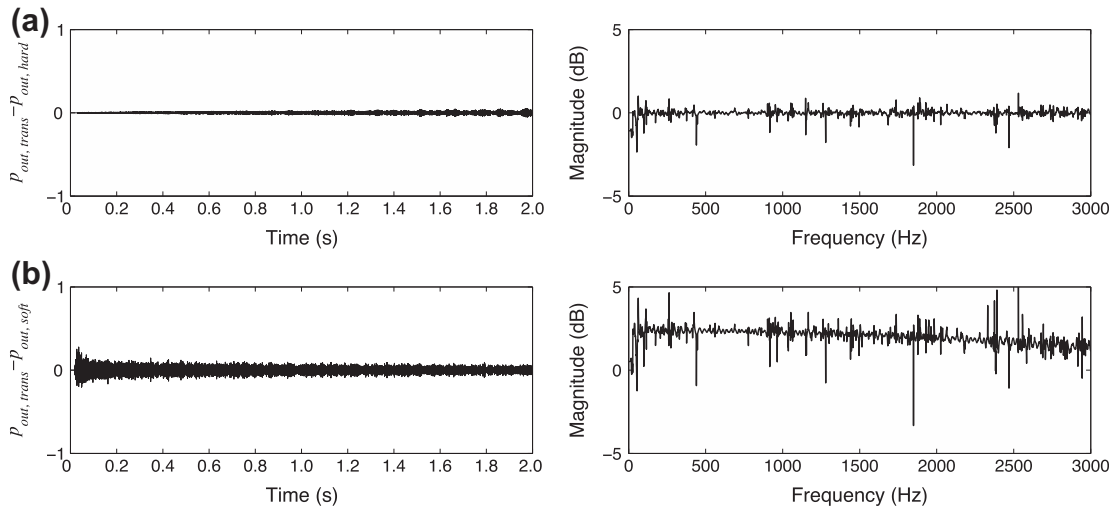 (a)
p_out, trans−p_out, hard
1
0
−1
0 0.2 0.4 0.6 0.8 1.0 1.2 1.4 1.6 1.8 2.0
Time (s)
Magnitude (dB)
5
0
−5
0 500 1000 1500 2000 2500 3000
Frequency (Hz)
(b)
p_out, trans−p_out, soft
1
0
−1
0 0.2 0.4 0.6 0.8 1.0 1.2 1.4 1.6 1.8 2.0
Time (s)
Magnitude (dB)
5
0
−5
0 500 1000 1500 2000 2500 3000
Frequency (Hz)